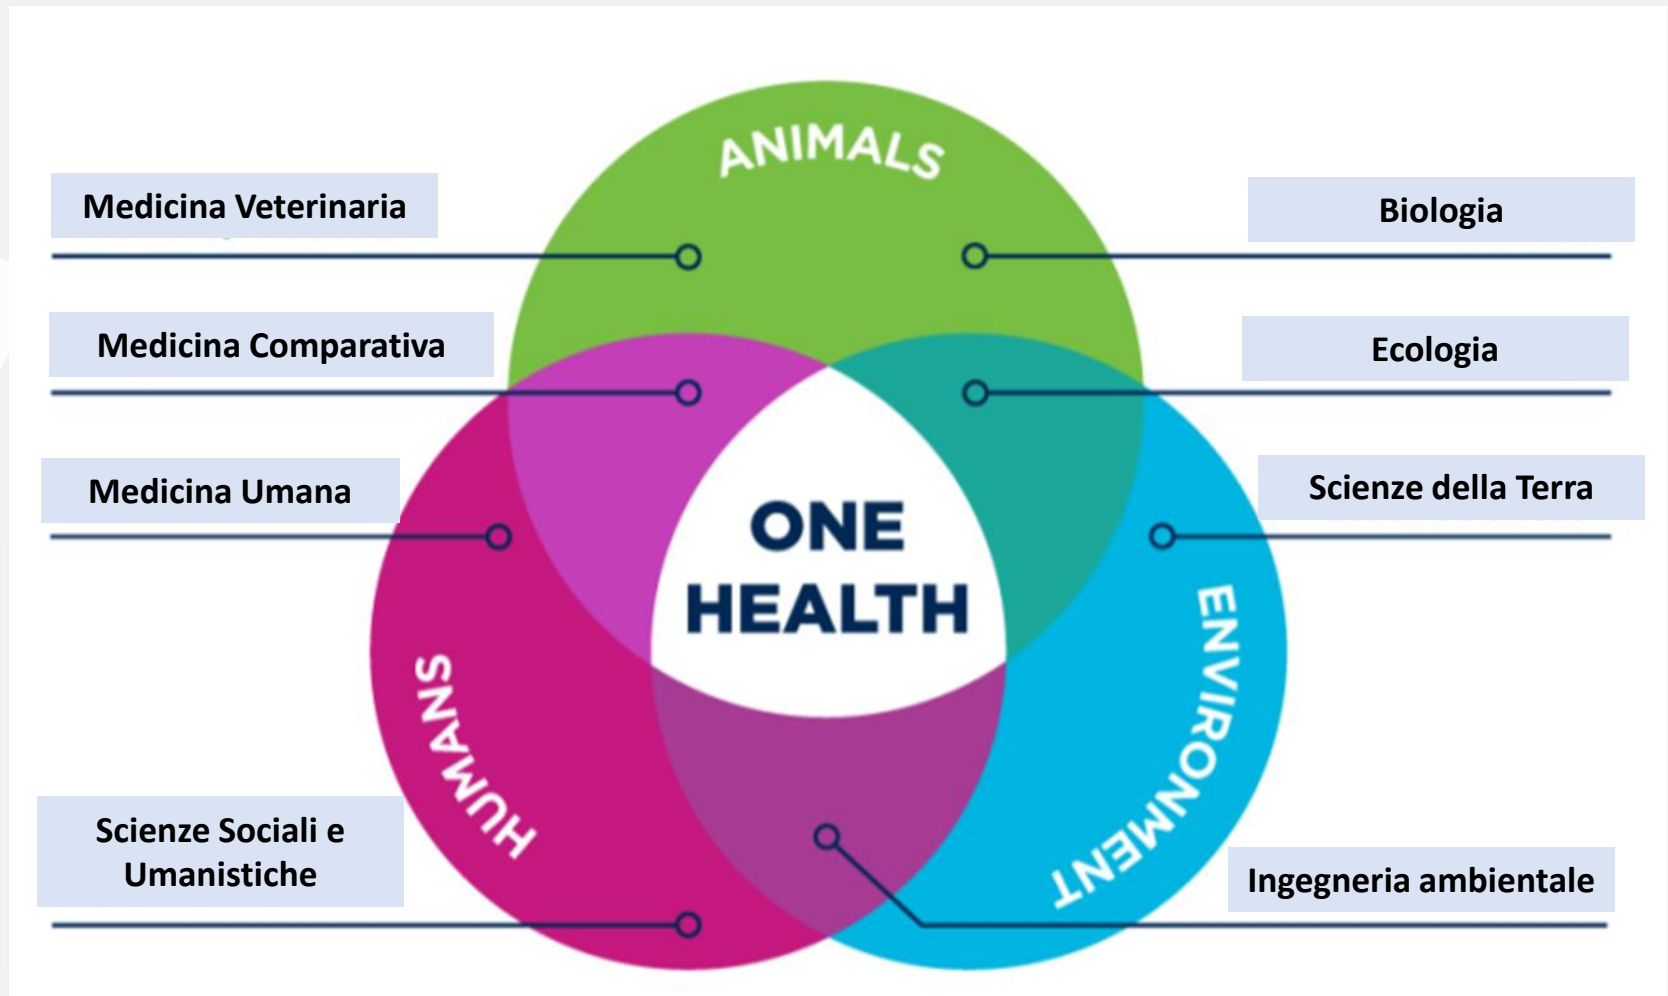 ANIMALS
Medicina Veterinaria
Biologia
Medicina Comparativa
Ecologia
Medicina Umana
Scienze della Terra
ONE
HEALTH
HUMANS
ENVIRONMENT
Scienze Sociali e
Umanistiche
Ingegneria ambientale